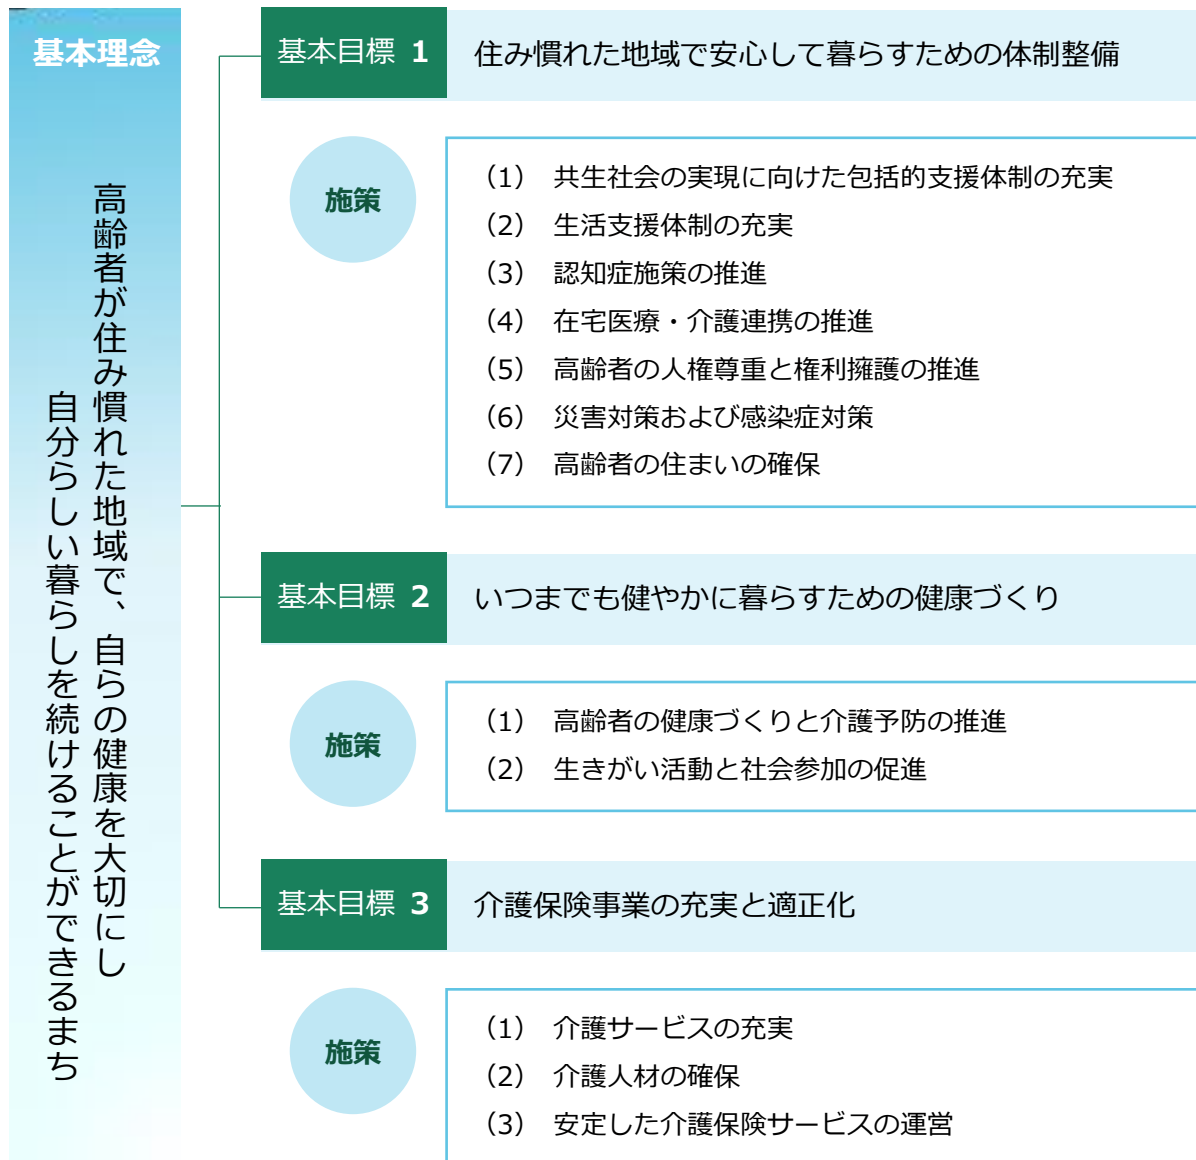 基本理念
高齢者が住み慣れた地域で、自らの健康を大切にし
自分らしい暮らしを続けることができるまち
基本目標 1
住み慣れた地域で安心して暮らすための体制整備
施策
（1） 共生社会の実現に向けた包括的支援体制の充実
（2） 生活支援体制の充実
（3） 認知症施策の推進
（4） 在宅医療・介護連携の推進
（5） 高齢者の人権尊重と権利擁護の推進
（6） 災害対策および感染症対策
（7） 高齢者の住まいの確保
基本目標 2
いつまでも健やかに暮らすための健康づくり
施策
（1） 高齢者の健康づくりと介護予防の推進
（2） 生きがい活動と社会参加の促進
基本目標 3
介護保険事業の充実と適正化
施策
（1） 介護サービスの充実
（2） 介護人材の確保
（3） 安定した介護保険サービスの運営